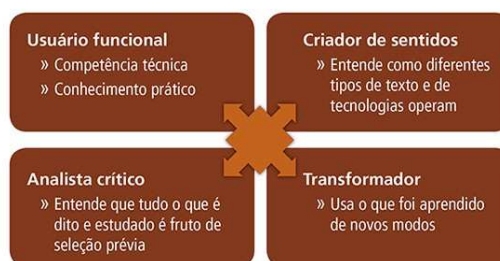 Usuário funcional
» Competência técnica
» Conhecimento prático
Criador de sentidos
» Entende como diferentes
tipos de texto e de
tecnologias operam
Analista crítico
» Entende que tudo o que é
dito e estudado é fruto de
seleção prévia
Transformador
» Usa o que foi aprendido
de novos modos